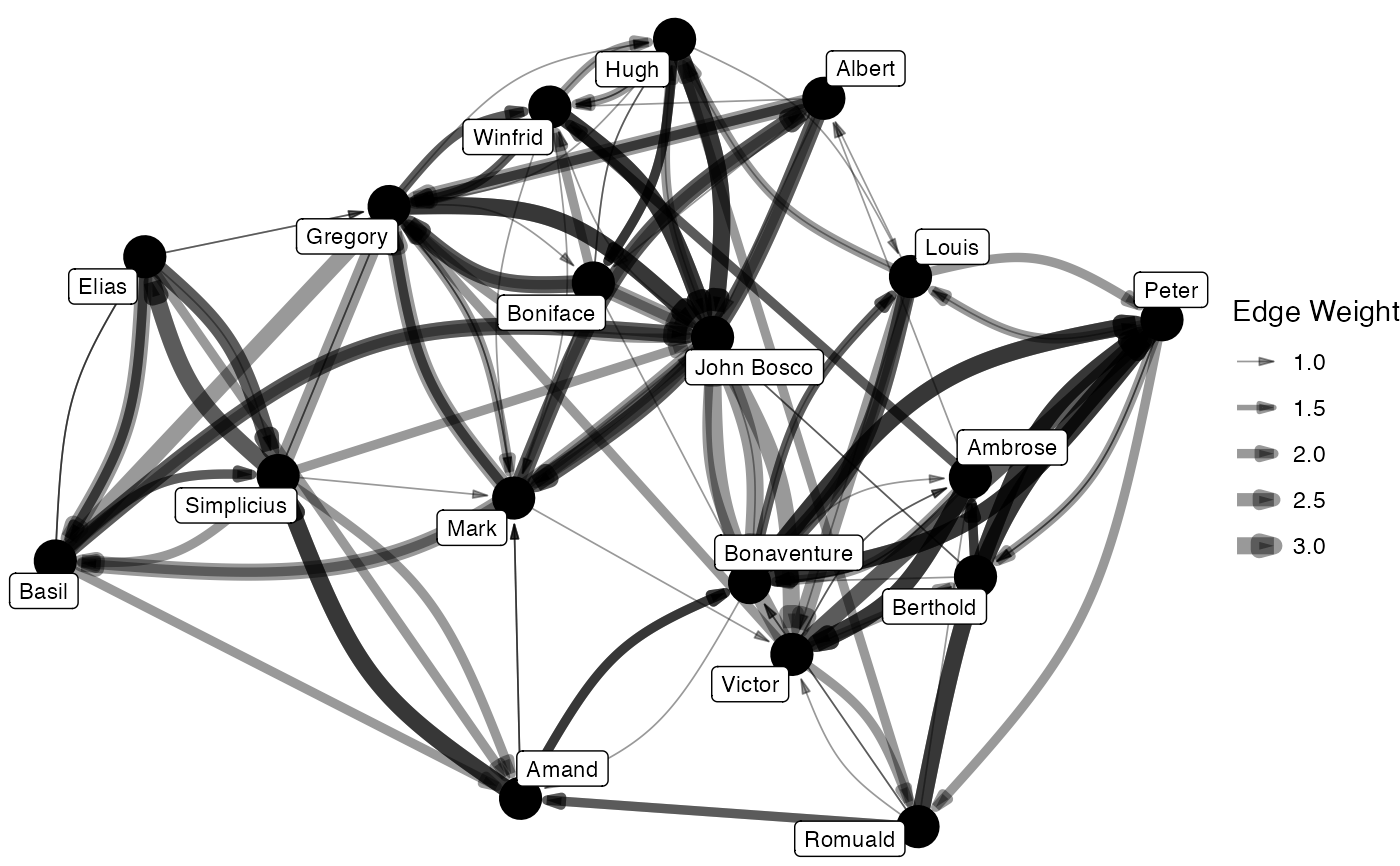 Hugh
Albert
Winfrid
Gregory
Louis
Elias
Peter
Boniface
Edge Weight
John Bosco
1.0
1.5
Ambrose
2.0
Simplicius
2.5
Mark
3.0
Bonaventure
Basil
Berthold
Victor
Amand
Romuald